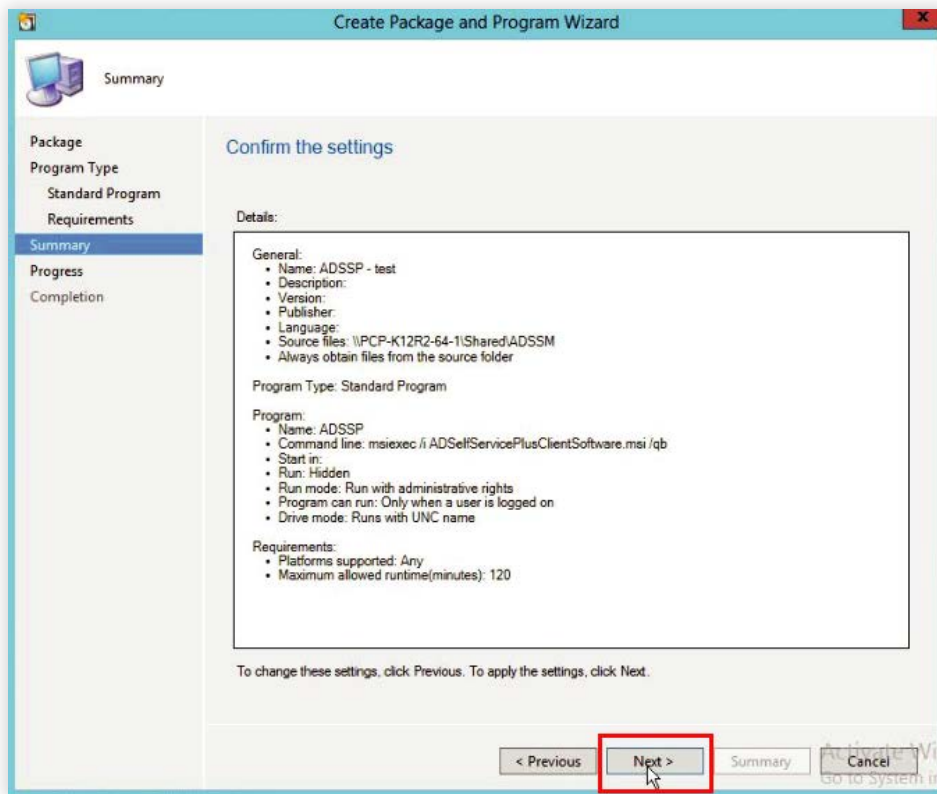 Create Package and Program Wizard
x
Summary
Package
Program Type
Standard Program
Requirements
Summary
Progress
Completion
Confirm the settings
Details:
General:
• Name: ADSSP - test
• Description:
• Version:
• Publisher:
• Language:
• Source files: \\PCP-K12R2-64-1\Shared\ADSSM
• Always obtain files from the source folder
Program Type: Standard Program
Program:
• Name: ADSSP
• Command line: msiexec /i ADSelfServicePlusClientSoftware.msi /qb
• Start in:
• Run: Hidden
• Run mode: Run with administrative rights
• Program can run: Only when a user is logged on
• Drive mode: Runs with UNC name
Requirements:
• Platforms supported: Any
• Maximum allowed runtime(minutes): 120
To change these settings, click Previous. To apply the settings, click Next.
< Previous
Next >
Summary
Cancel
Activate Wi
Go to System i